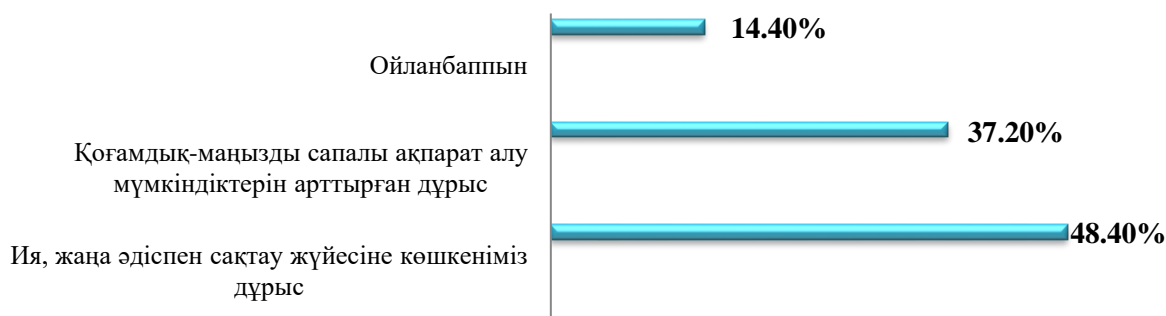 14.40%
Ойланбаппын
37.20%
Қоғамдық-маңызды сапалы ақпарат алу
мүмкіндіктерін арттырған дұрыс
48.40%
Ия, жаңа әдіспен сақтау жүйесіне көшкеніміз
дұрыс